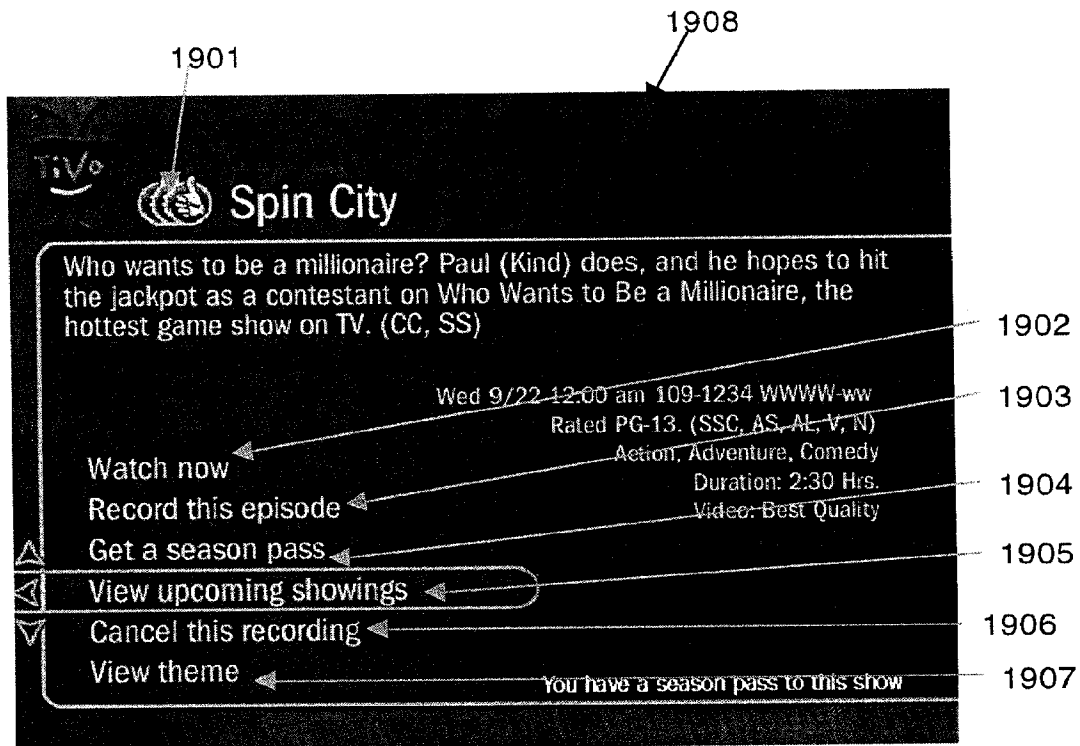 1908
1901
TiVo
Spin City
Who wants to be a millionaire? Paul (Kind) does, and he hopes to hit
the jackpot as a contestant on Who Wants to Be a Millionaire, the
hottest game show on TV. (CC, SS)
1902
Wed 9/22 12:00 am 109-1234 WWWW-ww
1903
Rated PG-13. (SSC, AS, AL, V, N)
Action, Adventure, Comedy
Watch now
Duration: 2:30 Hrs.
1904
Record this episode
Video: Best Quality
Get a season pass
1905
View upcoming showings
Cancel this recording
1906
View theme
You have a season pass to this show
1907